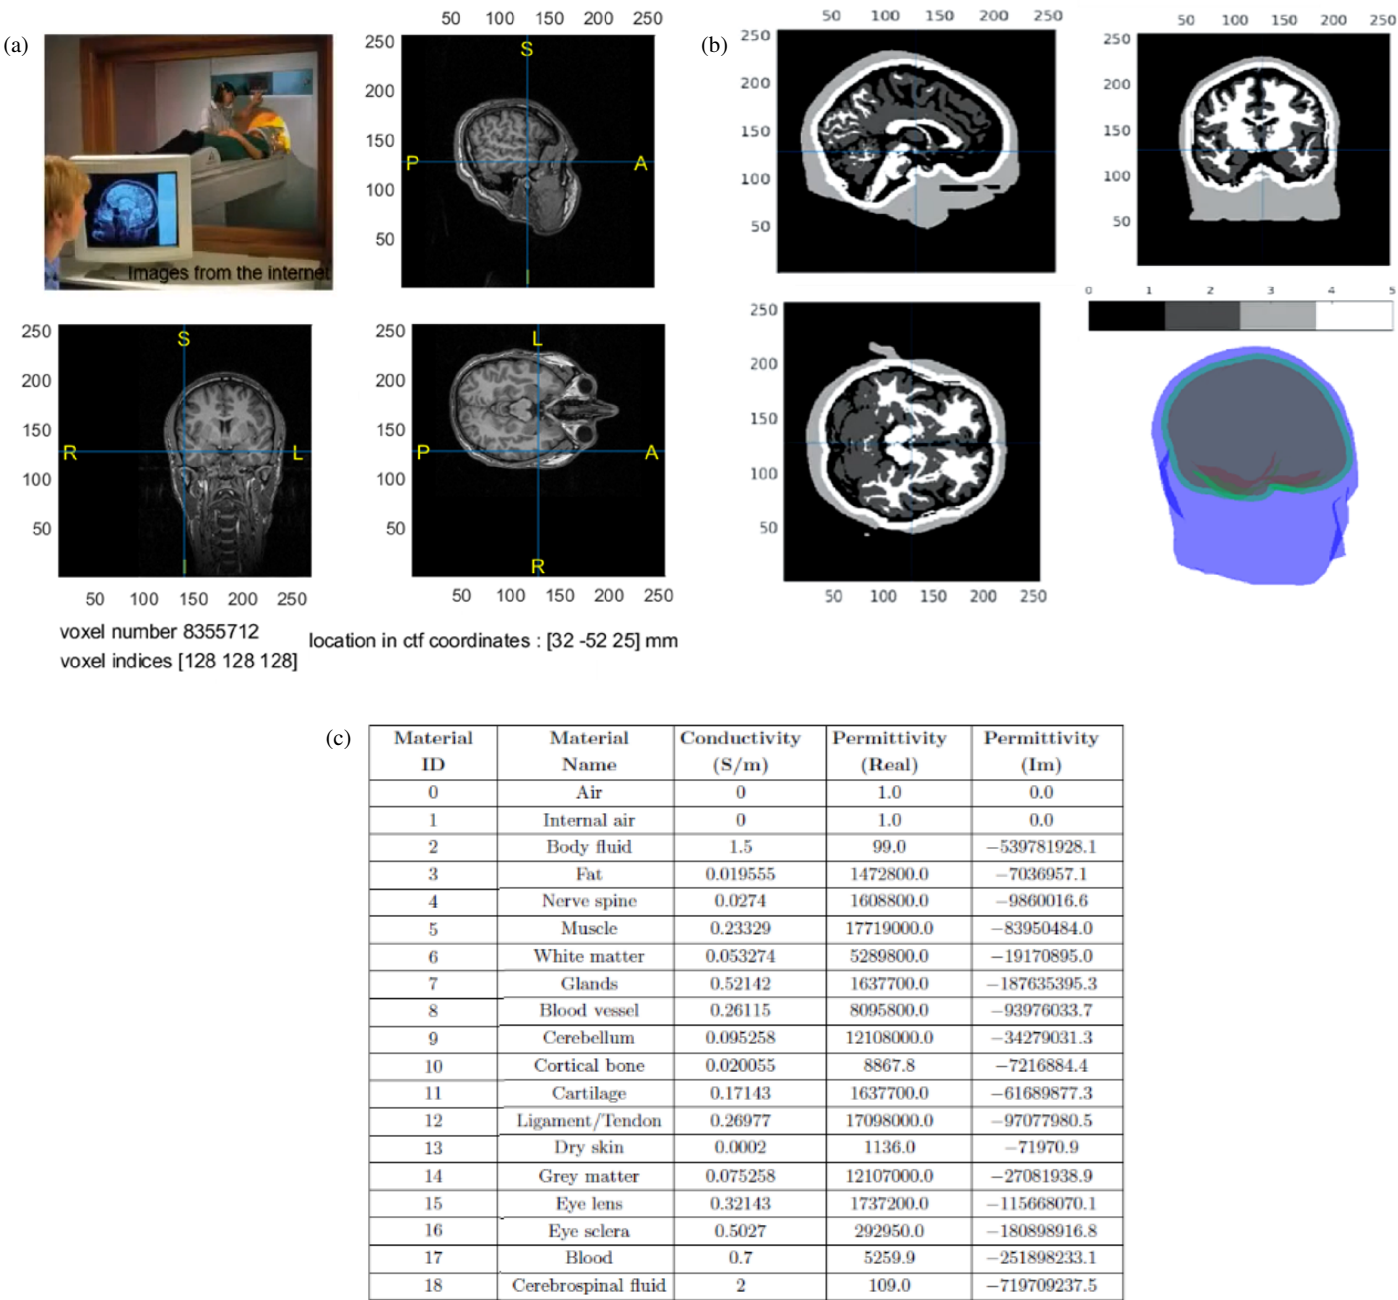 (a)
50 100 150 200 250
250
200
150
100
50
S
P
A
I
Images from the internet
250
200
150
100
50
S
R
L
I
50 100 150 200 250
250
200
150
100
50
L
P
A
R
50 100 150 200 250
voxel number 8355712
voxel indices [128 128 128]
location in ctf coordinates : [32 -52 25] mm
(b)
50 100 150 200 250
250
200
150
100
50
50 100 150 200 250
250
200
150
100
50
0 1 2 3 4 5
250
200
150
100
50
50 100 150 200 250
(c)
Material ID Material Name Conductivity (S/m) Permittivity (Real) Permittivity (Im)
0 Air 0 1.0 0.0
1 Internal air 0 1.0 0.0
2 Body fluid 1.5 99.0 −539781928.1
3 Fat 0.019555 1472800.0 −7036957.1
4 Nerve spine 0.0274 1608800.0 −9860016.6
5 Muscle 0.23329 17719000.0 −83950484.0
6 White matter 0.053274 5289800.0 −19170895.0
7 Glands 0.52142 1637700.0 −187635395.3
8 Blood vessel 0.26115 8095800.0 −93976033.7
9 Cerebellum 0.095258 12108000.0 −34279031.3
10 Cortical bone 0.020055 8867.8 −7216884.4
11 Cartilage 0.17143 1637700.0 −61689877.3
12 Ligament/Tendon 0.26977 17098000.0 −97077980.5
13 Dry skin 0.0002 1136.0 −71970.9
14 Grey matter 0.075258 12107000.0 −27081938.9
15 Eye lens 0.32143 1737200.0 −115668070.1
16 Eye sclera 0.5027 292950.0 −180898916.8
17 Blood 0.7 5259.9 −251898233.1
18 Cerebrospinal fluid 2 109.0 −719709237.5